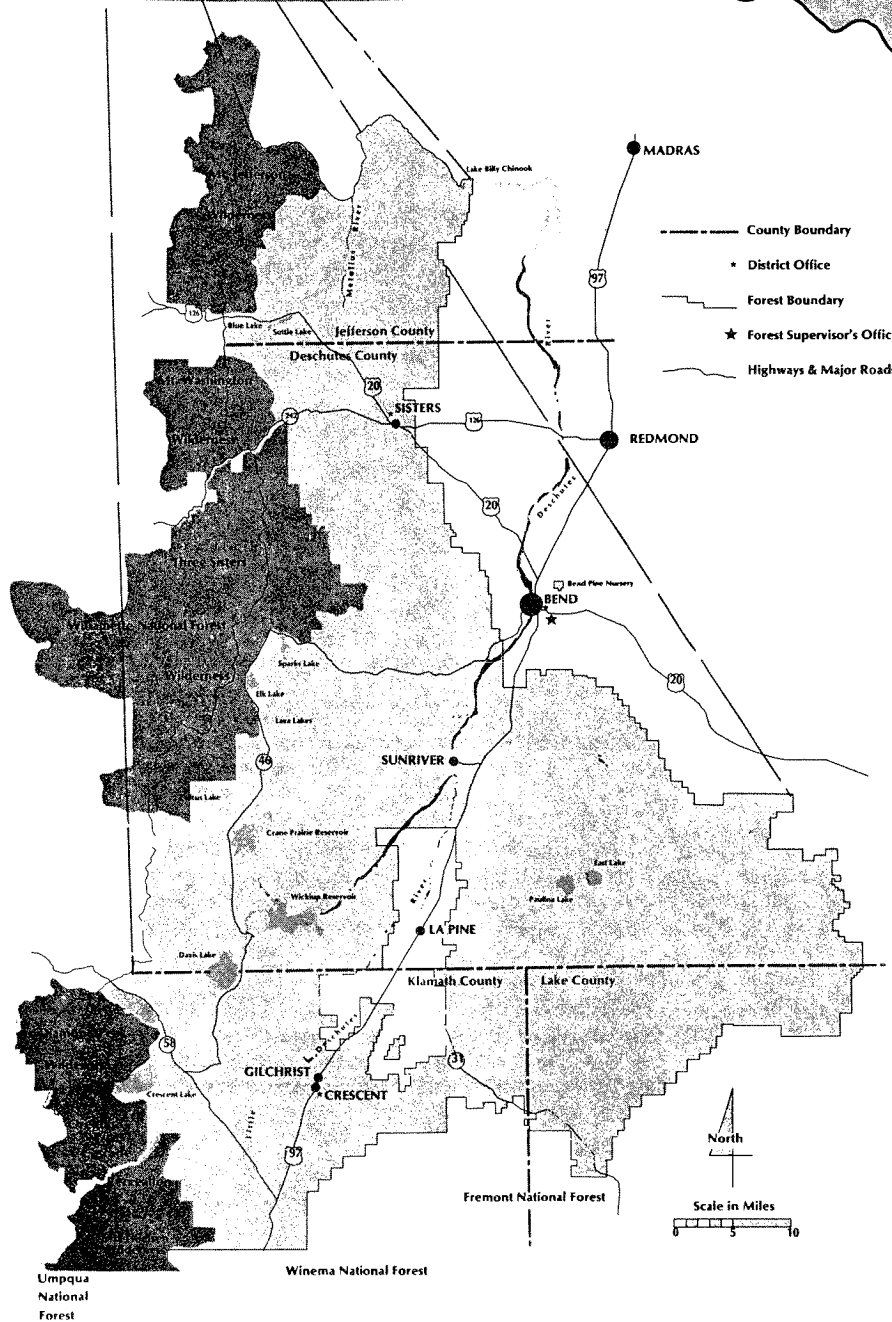 MADRAS
Lake Billy Chinook
County Boundary
District Office
97
Metolius River
River
Forest Boundary
126
Blue Lake
Suttle Lake
Jefferson County
Forest Supervisor's Offic
Deschutes County
Highways & Major Road
Mt. Washington
20
SISTERS
242
126
Wilderness
REDMOND
20
Deschutes
Three Sisters
Bend Pine Nursery
BEND
Willamette National Forest
Sparks Lake
Wilderness
20
Elk Lake
Lava Lakes
46
SUNRIVER
Crane Prairie Reservoir
East Lake
Wickiup Reservoir
River
Paulina Lake
LA PINE
Davis Lake
Klamath County
Lake County
Deschutes
58
31
GILCHRIST
Crescent Lake
CRESCENT
Little
North
97
Fremont National Forest
Scale in Miles
0 5 10
Winema National Forest
Umpqua
National
Forest